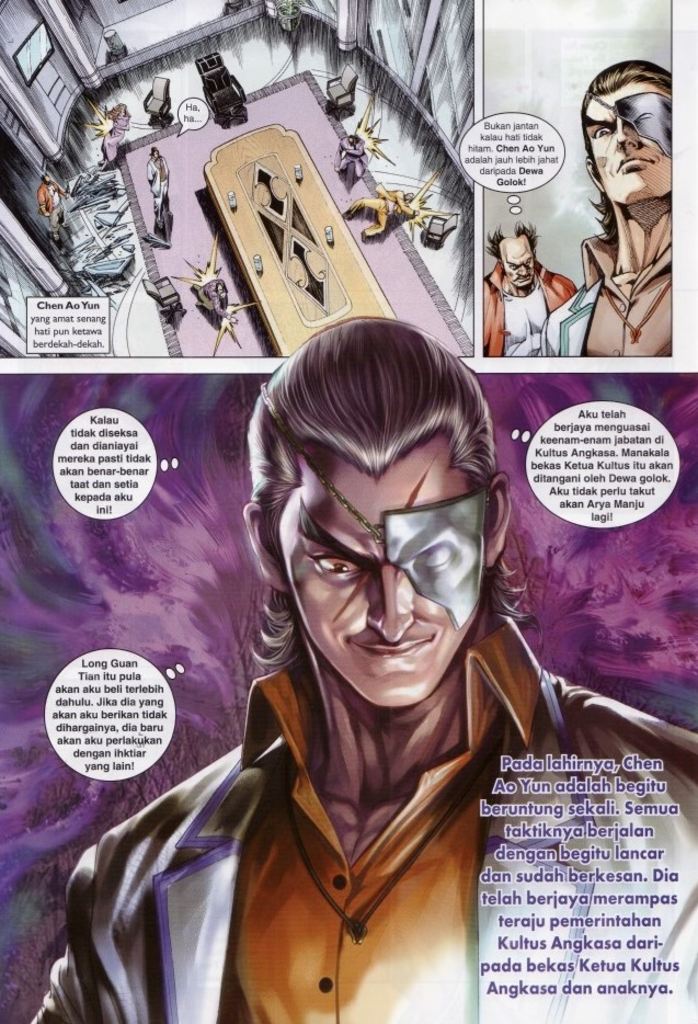 Ha,
ha...
Chen Ao Yun
yang amat senang
hati pun ketawa
berdekah-dekah.
Bukan jantan
kalau hati tidak
hitam. Chen Ao Yun
adalah jauh lebih jahat
daripada Dewa
Golok!
Kalau
tidak diseksa
dan dianiayai
mereka pasti tidak
akan benar-benar
taat dan setia
kepada aku
ini!
Aku telah
berjaya menguasai
keenam-enam jabatan di
Kultus Angkasa. Manakala
bekas Ketua Kultus itu akan
ditangani oleh Dewa golok.
Aku tidak perlu takut
akan Arya Manju
lagi!
Long Guan
Tian itu pula
akan aku beli terlebih
dahulu. Jika dia yang
akan aku berikan tidak
dihargainya, dia baru
akan aku perlakukan
dengan ihktiar
yang lain!
Pada lahirnya, Chen
Ao Yun adalah begitu
beruntung sekali. Semua
taktiknya berjalan
dengan begitu lancar
dan sudah berkesan. Dia
telah berjaya merampas
teraju pemerintahan
Kultus Angkasa dari-
pada bekas Ketua Kultus
Angkasa dan anaknya.